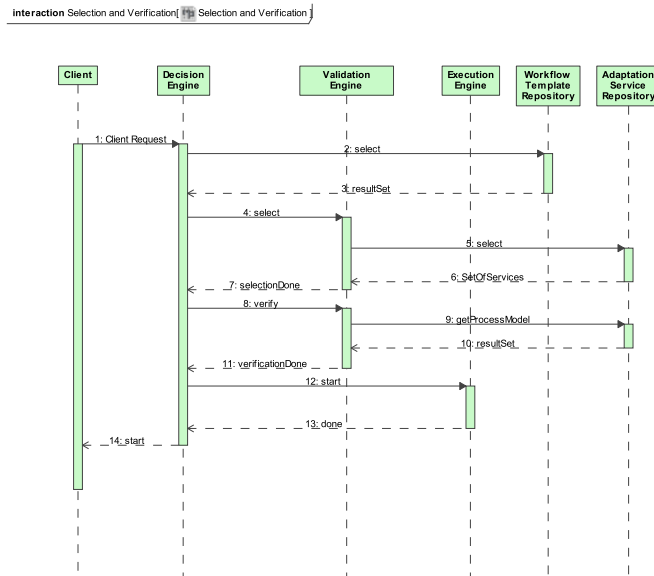 interaction Selection and Verification[ Selection and Verification ]
Client
Decision
Engine
Validation
Engine
Execution
Engine
Workflow
Template
Repository
Adaptation
Service
Repository
1: Client Request
2: select
3: resultSet
4: select
5: select
6: SetOfServices
7: selectionDone
8: verify
9: getProcessModel
10: resultSet
11: verificationDone
12: start
13: done
14: start